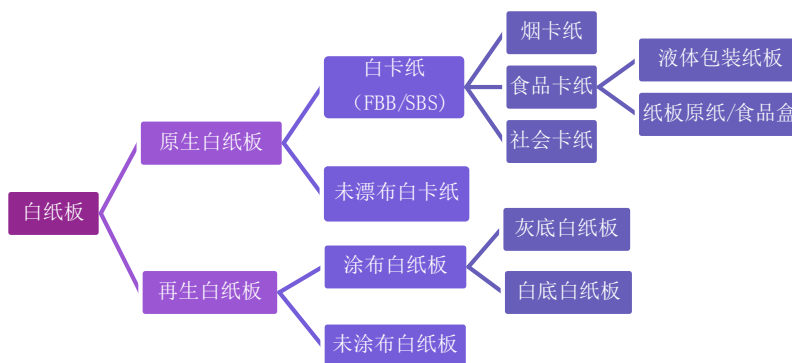 白纸板
原生白纸板
再生白纸板
白卡纸
（FBB/SBS)
未漂布白卡纸
涂布白纸板
未涂布白纸板
烟卡纸
食品卡纸
社会卡纸
灰底白纸板
白底白纸板
液体包装纸板
纸板原纸/食品盒